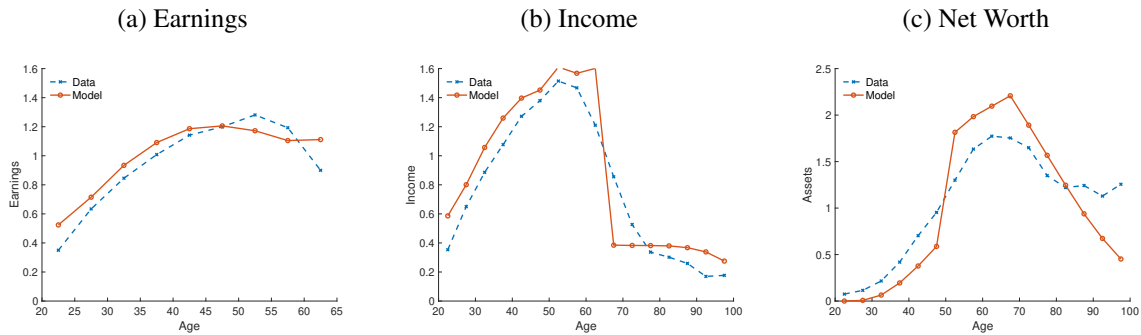 (a) Earnings
(b) Income
(c) Net Worth
1.6
1.4
1.2
1
0.8
0.6
0.4
0.2
0
Earnings
Data
Model
20 25 30 35 40 45 50 55 60 65
Age
1.6
1.4
1.2
1
0.8
0.6
0.4
0.2
0
Income
Data
Model
20 30 40 50 60 70 80 90 100
Age
2.5
2
1.5
1
0.5
0
Assets
Data
Model
20 30 40 50 60 70 80 90 100
Age